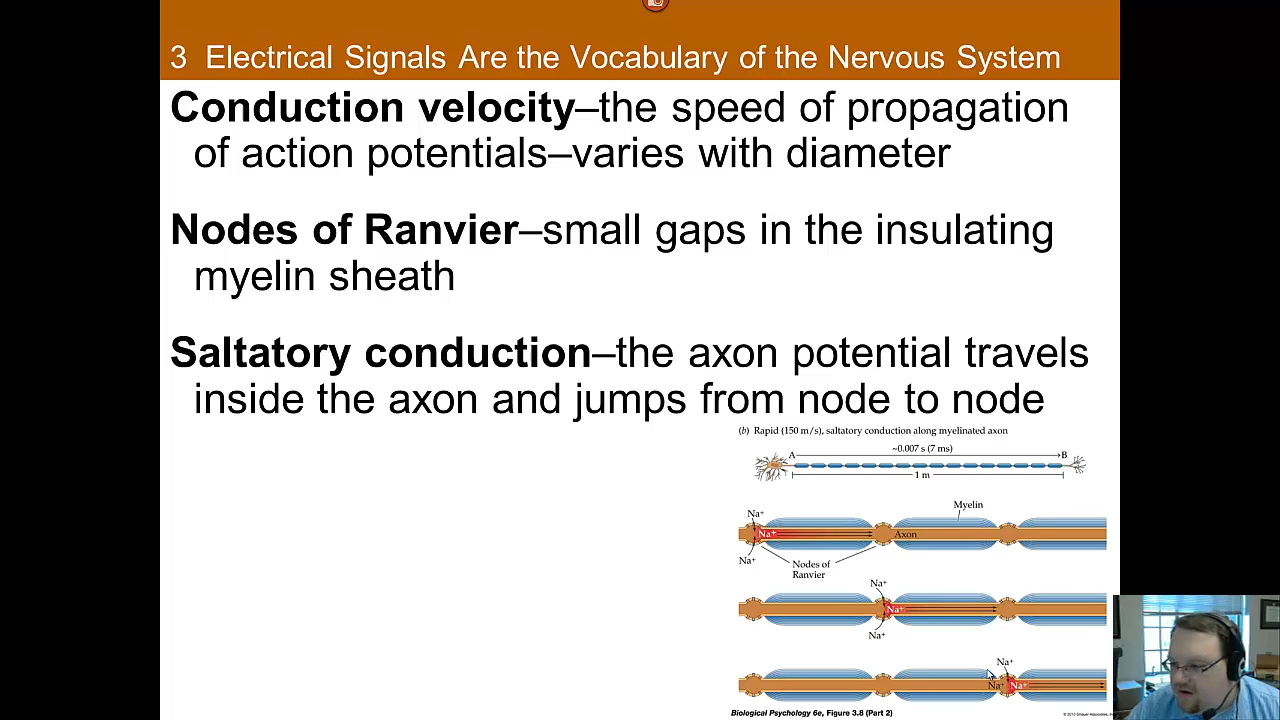 3 Electrical Signals Are the Vocabulary of the Nervous System
Conduction velocity–the speed of propagation
of action potentials–varies with diameter
Nodes of Ranvier–small gaps in the insulating
myelin sheath
Saltatory conduction–the axon potential travels
inside the axon and jumps from node to node
(b) Rapid (150 m/s), saltatory conduction along myelinated axon
~0.007 s (7 ms)
A B
1 m
Myelin
Na⁺
Na⁺
Axon
Na⁺
Nodes of
Ranvier
Na⁺
Na⁺
Na⁺
Na⁺
Na⁺ Na⁺
Biological Psychology 6e, Figure 3.8 (Part 2)